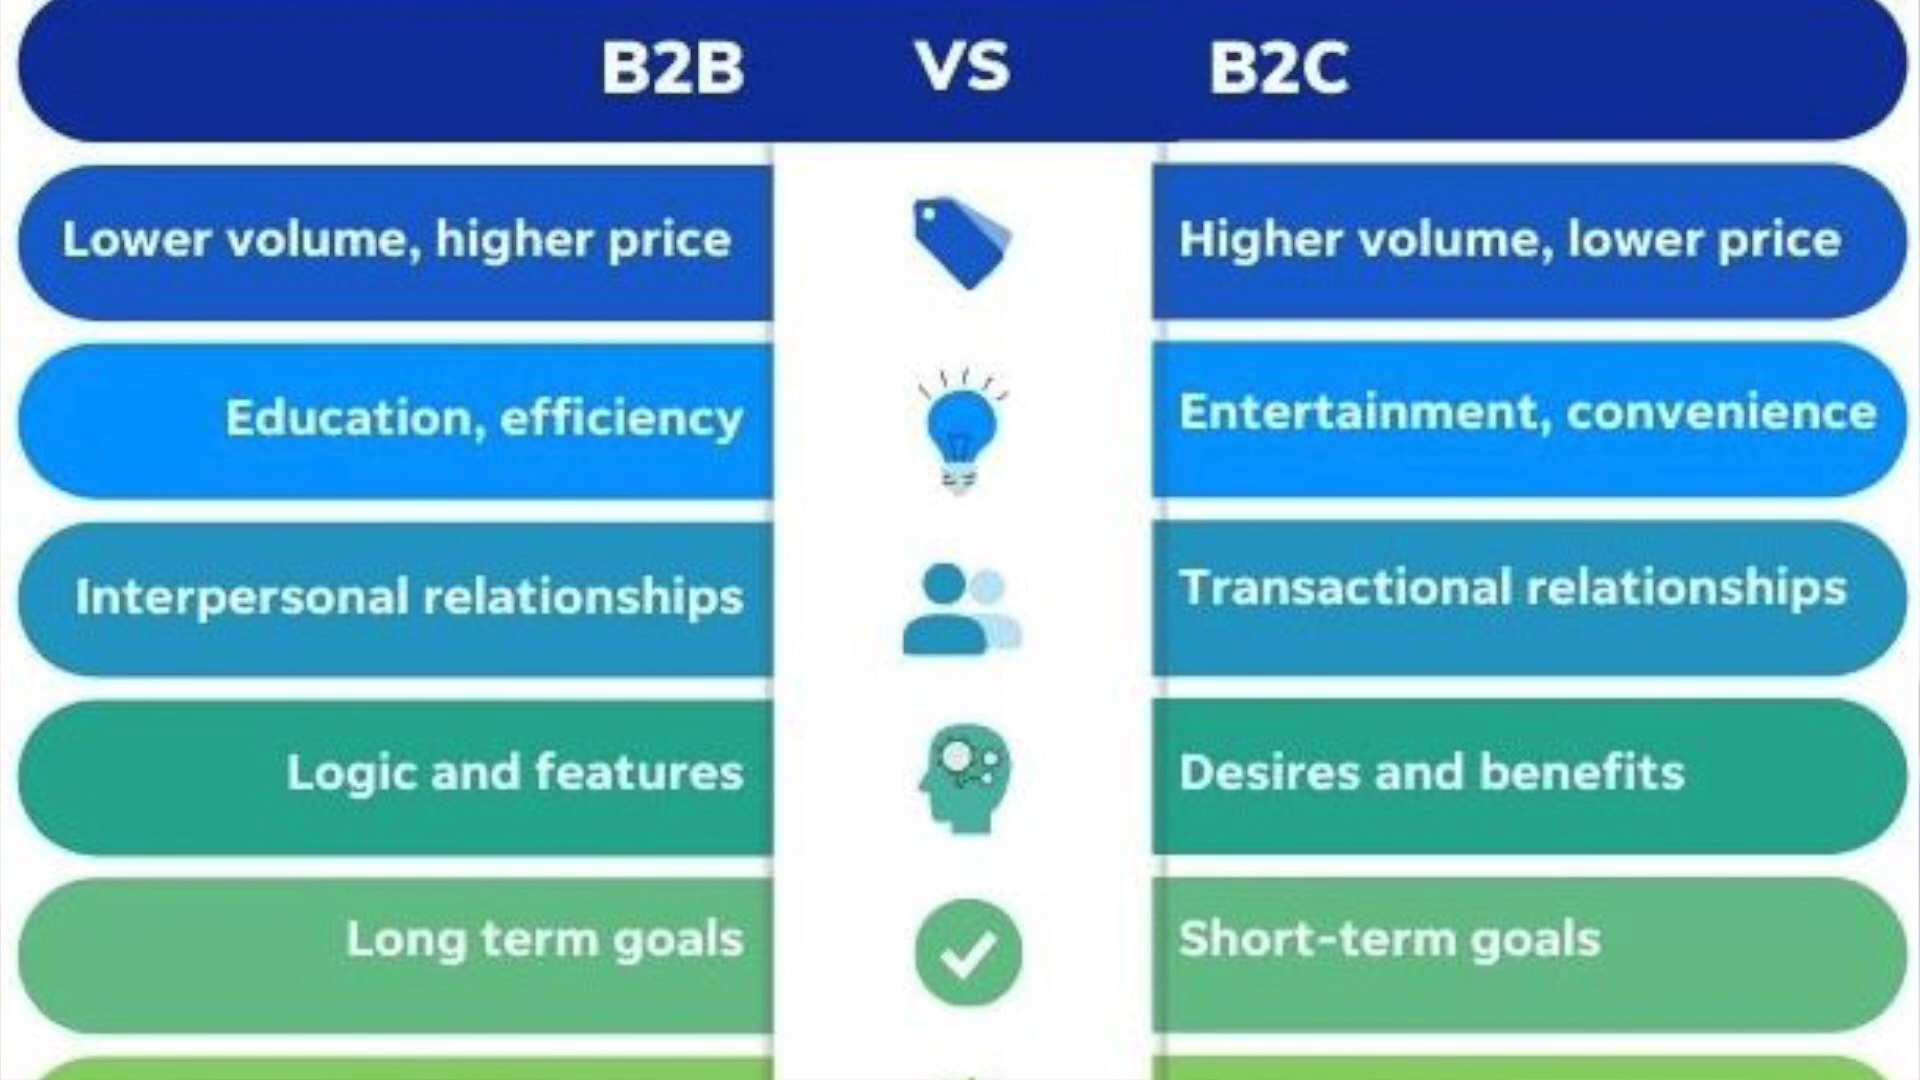 B2B VS B2C
Lower volume, higher price
Higher volume, lower price
Education, efficiency
Entertainment, convenience
Interpersonal relationships
Transactional relationships
Logic and features
Desires and benefits
Long term goals
Short-term goals